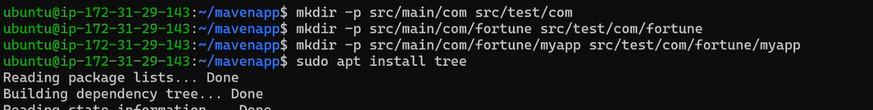 ubuntu@ip-172-31-29-143:~/mavenapp$ mkdir -p src/main/com src/test/com
ubuntu@ip-172-31-29-143:~/mavenapp$ mkdir -p src/main/com/fortune src/test/com/fortune
ubuntu@ip-172-31-29-143:~/mavenapp$ mkdir -p src/main/com/fortune/myapp src/test/com/fortune/myapp
ubuntu@ip-172-31-29-143:~/mavenapp$ sudo apt install tree
Reading package lists... Done
Building dependency tree... Done
Reading state information... Done